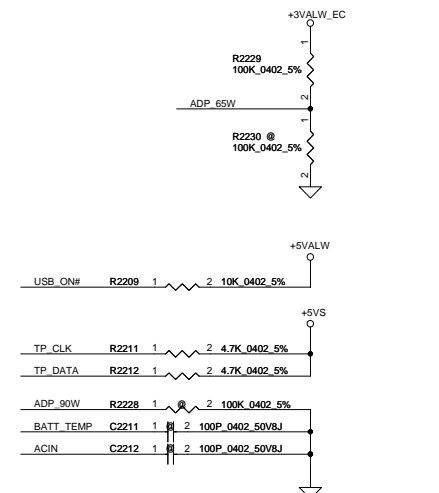 +3VALW_EC
1
R2229
100K_0402_5%
2
ADP_65W
1
R2230 @
100K_0402_5%
2
+5VALW
USB_ON# R2209 1 2 10K_0402_5%
+5VS
TP_CLK R2211 1 2 4.7K_0402_5%
TP_DATA R2212 1 2 4.7K_0402_5%
ADP_90W R2228 1 @ 2 100K_0402_5%
BATT_TEMP C2211 1 @ 2 100P_0402_50V8J
ACIN C2212 1 @ 2 100P_0402_50V8J